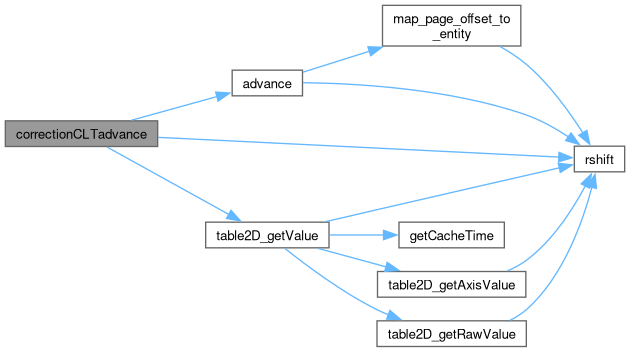 map_page_offset_to
_entity
advance
correctionCLTadvance
rshift
table2D_getValue
getCacheTime
table2D_getAxisValue
table2D_getRawValue